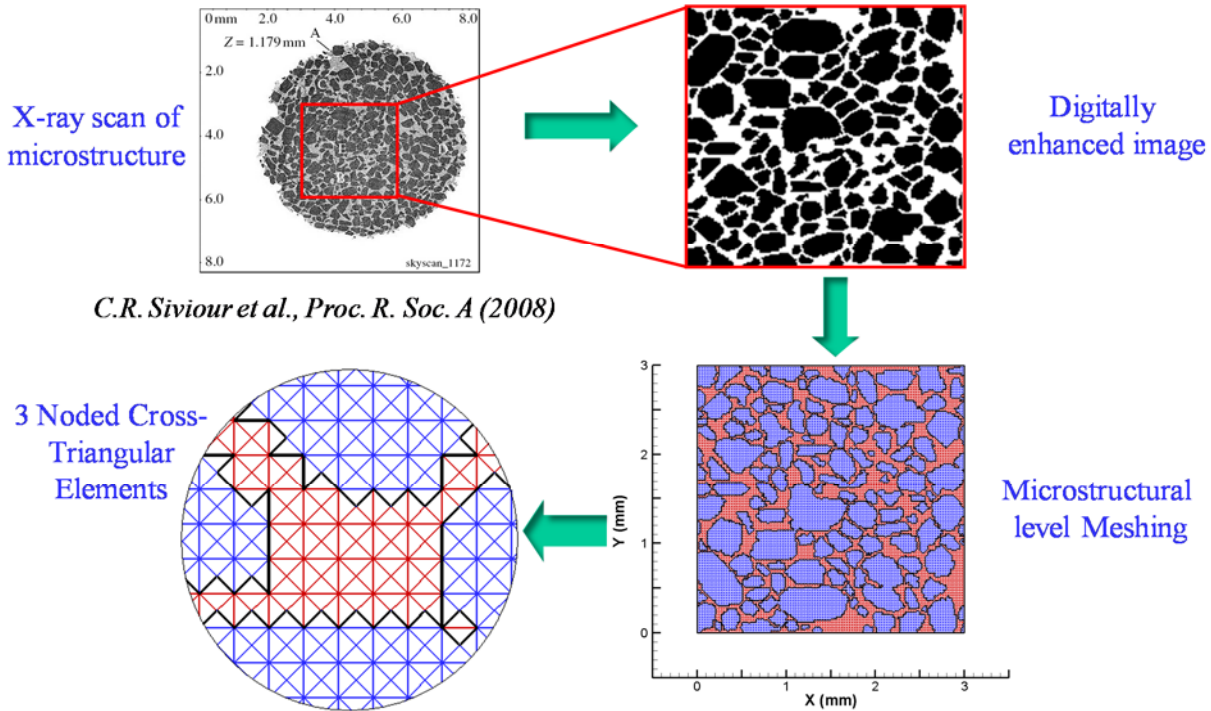 0 mm 2.0 4.0 6.0 8.0
A
Z = 1.179 mm
2.0
4.0
6.0
8.0
E
D
B
skyscan_1172
X-ray scan of
microstructure
Digitally
enhanced image
C.R. Siviour et al., Proc. R. Soc. A (2008)
3 Noded Cross-
Triangular
Elements
Microstructural
level Meshing
3
2
1
0
Y (mm)
0 1 2 3
X (mm)